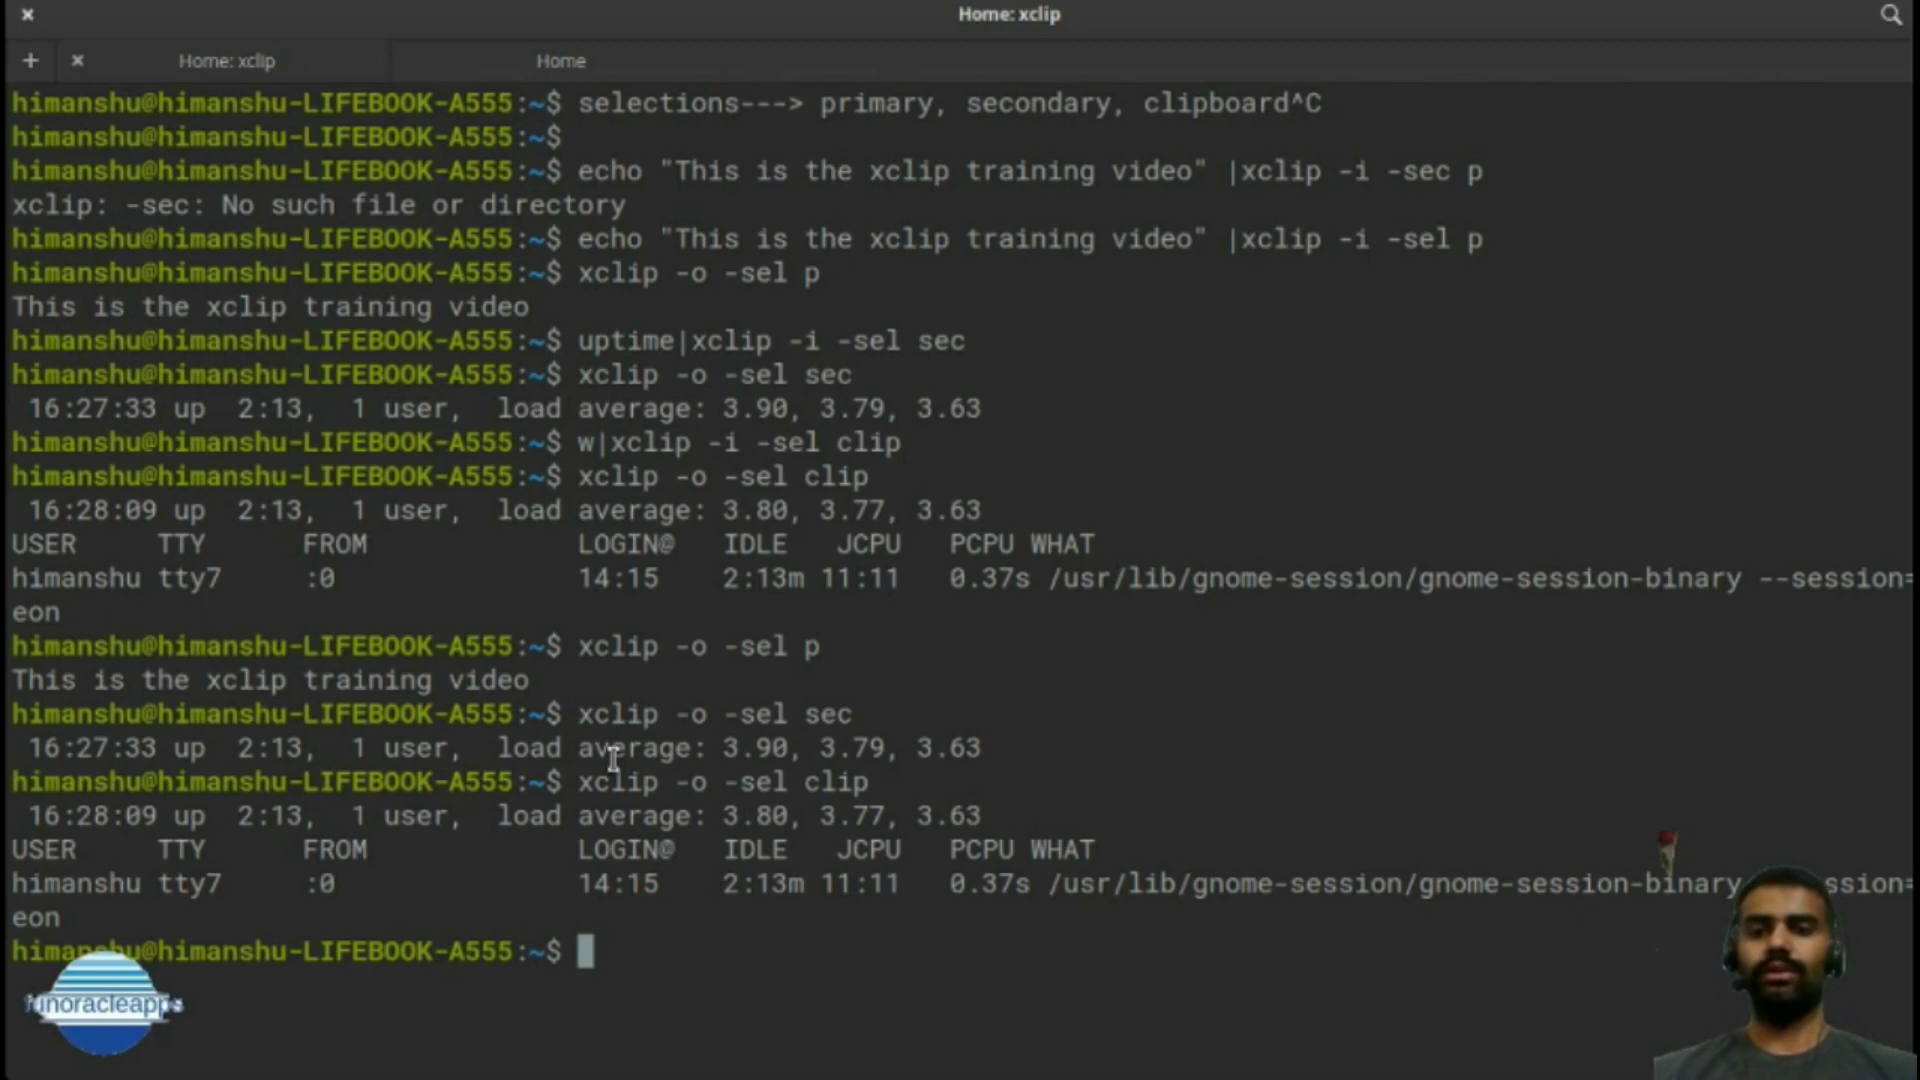 Home: xclip
Home: xclip
Home
himanshu@himanshu-LIFEBOOK-A555:~$ selections---> primary, secondary, clipboard^C
himanshu@himanshu-LIFEBOOK-A555:~$
himanshu@himanshu-LIFEBOOK-A555:~$ echo "This is the xclip training video" |xclip -i -sec p
xclip: -sec: No such file or directory
himanshu@himanshu-LIFEBOOK-A555:~$ echo "This is the xclip training video" |xclip -i -sel p
himanshu@himanshu-LIFEBOOK-A555:~$ xclip -o -sel p
This is the xclip training video
himanshu@himanshu-LIFEBOOK-A555:~$ uptime|xclip -i -sel sec
himanshu@himanshu-LIFEBOOK-A555:~$ xclip -o -sel sec
 16:27:33 up  2:13,  1 user,  load average: 3.90, 3.79, 3.63
himanshu@himanshu-LIFEBOOK-A555:~$ w|xclip -i -sel clip
himanshu@himanshu-LIFEBOOK-A555:~$ xclip -o -sel clip
 16:28:09 up  2:13,  1 user,  load average: 3.80, 3.77, 3.63
USER     TTY      FROM             LOGIN@   IDLE   JCPU   PCPU WHAT
himanshu tty7     :0               14:15    2:13m 11:11   0.37s /usr/lib/gnome-session/gnome-session-binary --session=
eon
himanshu@himanshu-LIFEBOOK-A555:~$ xclip -o -sel p
This is the xclip training video
himanshu@himanshu-LIFEBOOK-A555:~$ xclip -o -sel sec
 16:27:33 up  2:13,  1 user,  load average: 3.90, 3.79, 3.63
himanshu@himanshu-LIFEBOOK-A555:~$ xclip -o -sel clip
 16:28:09 up  2:13,  1 user,  load average: 3.80, 3.77, 3.63
USER     TTY      FROM             LOGIN@   IDLE   JCPU   PCPU WHAT
himanshu tty7     :0               14:15    2:13m 11:11   0.37s /usr/lib/gnome-session/gnome-session-binary ssion=
eon
himanshu@himanshu-LIFEBOOK-A555:~$
funoracleapps